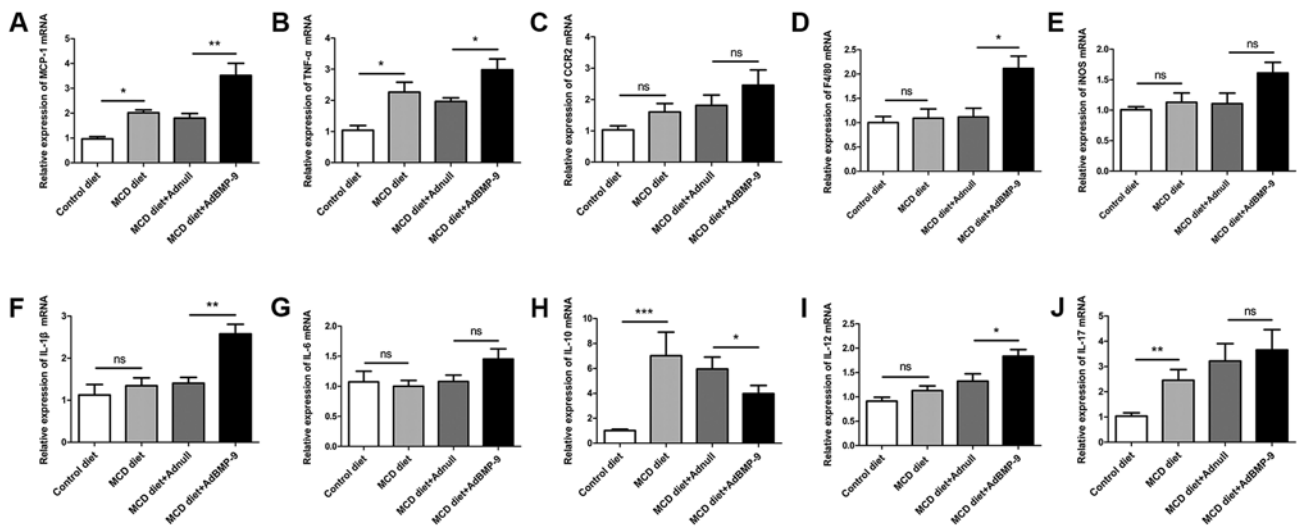 A
Relative expression of MCP-1 mRNA
5
4
3
2
1
0
*
**
Control diet
MCD diet
MCD diet+Adnull
MCD diet+AdBMP-9
B
Relative expression of TNF-α mRNA
4
3
2
1
0
*
*
Control diet
MCD diet
MCD diet+Adnull
MCD diet+AdBMP-9
C
Relative expression of CCR2 mRNA
4
3
2
1
0
ns
ns
Control diet
MCD diet
MCD diet+Adnull
MCD diet+AdBMP-9
D
Relative expression of F4/80 mRNA
2.5
2.0
1.5
1.0
0.5
0.0
ns
*
Control diet
MCD diet
MCD diet+Adnull
MCD diet+AdBMP-9
E
Relative expression of iNOS mRNA
2.0
1.5
1.0
0.5
0.0
ns
ns
Control diet
MCD diet
MCD diet+Adnull
MCD diet+AdBMP-9
F
Relative expression of IL-1β mRNA
3
2
1
0
ns
**
Control diet
MCD diet
MCD diet+Adnull
MCD diet+AdBMP-9
G
Relative expression of IL-6 mRNA
2.0
1.5
1.0
0.5
0.0
ns
ns
Control diet
MCD diet
MCD diet+Adnull
MCD diet+AdBMP-9
H
Relative expression of IL-10 mRNA
10
8
6
4
2
0
***
*
Control diet
MCD diet
MCD diet+Adnull
MCD diet+AdBMP-9
I
Relative expression of IL-12 mRNA
2.5
2.0
1.5
1.0
0.5
0.0
ns
*
Control diet
MCD diet
MCD diet+Adnull
MCD diet+AdBMP-9
J
Relative expression of IL-17 mRNA
5
4
3
2
1
0
**
ns
Control diet
MCD diet
MCD diet+Adnull
MCD diet+AdBMP-9